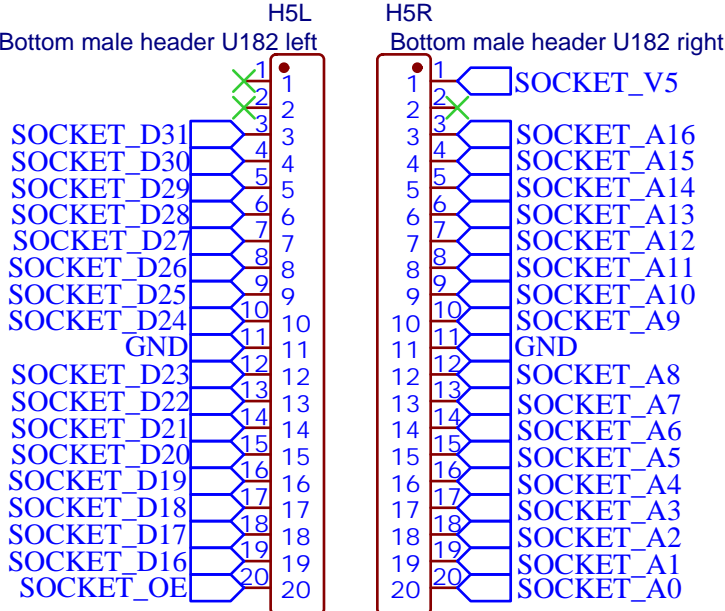 H5L H5R
Bottom male header U182 left Bottom male header U182 right
1 1 1 1 SOCKET_V5
2 2 2 2
SOCKET_D31 3 3 3 3 SOCKET_A16
SOCKET_D30 4 4 4 4 SOCKET_A15
SOCKET_D29 5 5 5 5 SOCKET_A14
SOCKET_D28 6 6 6 6 SOCKET_A13
SOCKET_D27 7 7 7 7 SOCKET_A12
SOCKET_D26 8 8 8 8 SOCKET_A11
SOCKET_D25 9 9 9 9 SOCKET_A10
SOCKET_D24 10 10 10 10 SOCKET_A9
GND 11 11 11 11 GND
SOCKET_D23 12 12 12 12 SOCKET_A8
SOCKET_D22 13 13 13 13 SOCKET_A7
SOCKET_D21 14 14 14 14 SOCKET_A6
SOCKET_D20 15 15 15 15 SOCKET_A5
SOCKET_D19 16 16 16 16 SOCKET_A4
SOCKET_D18 17 17 17 17 SOCKET_A3
SOCKET_D17 18 18 18 18 SOCKET_A2
SOCKET_D16 19 19 19 19 SOCKET_A1
SOCKET_OE 20 20 20 20 SOCKET_A0